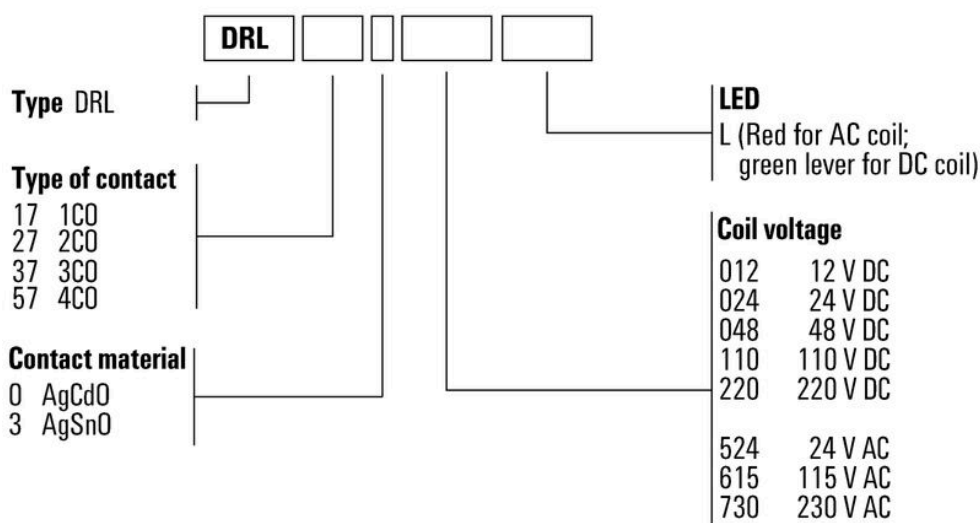 DRL
Type DRL
Type of contact
17 1CO
27 2CO
37 3CO
57 4CO
Contact material
0 AgCdO
3 AgSnO
LED
L (Red for AC coil;
green lever for DC coil)
Coil voltage
012 12 V DC
024 24 V DC
048 48 V DC
110 110 V DC
220 220 V DC
524 24 V AC
615 115 V AC
730 230 V AC